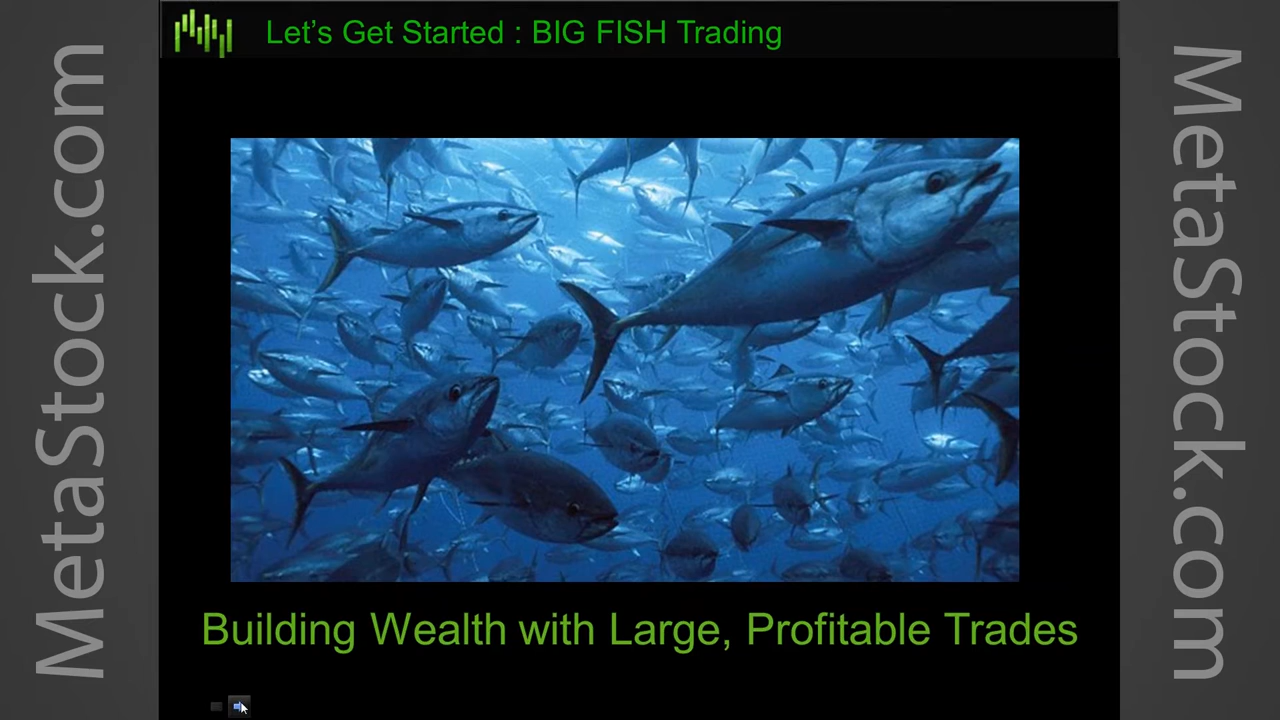 Let's Get Started : BIG FISH Trading
MetaStock.com
MetaStock.com
Building Wealth with Large, Profitable Trades